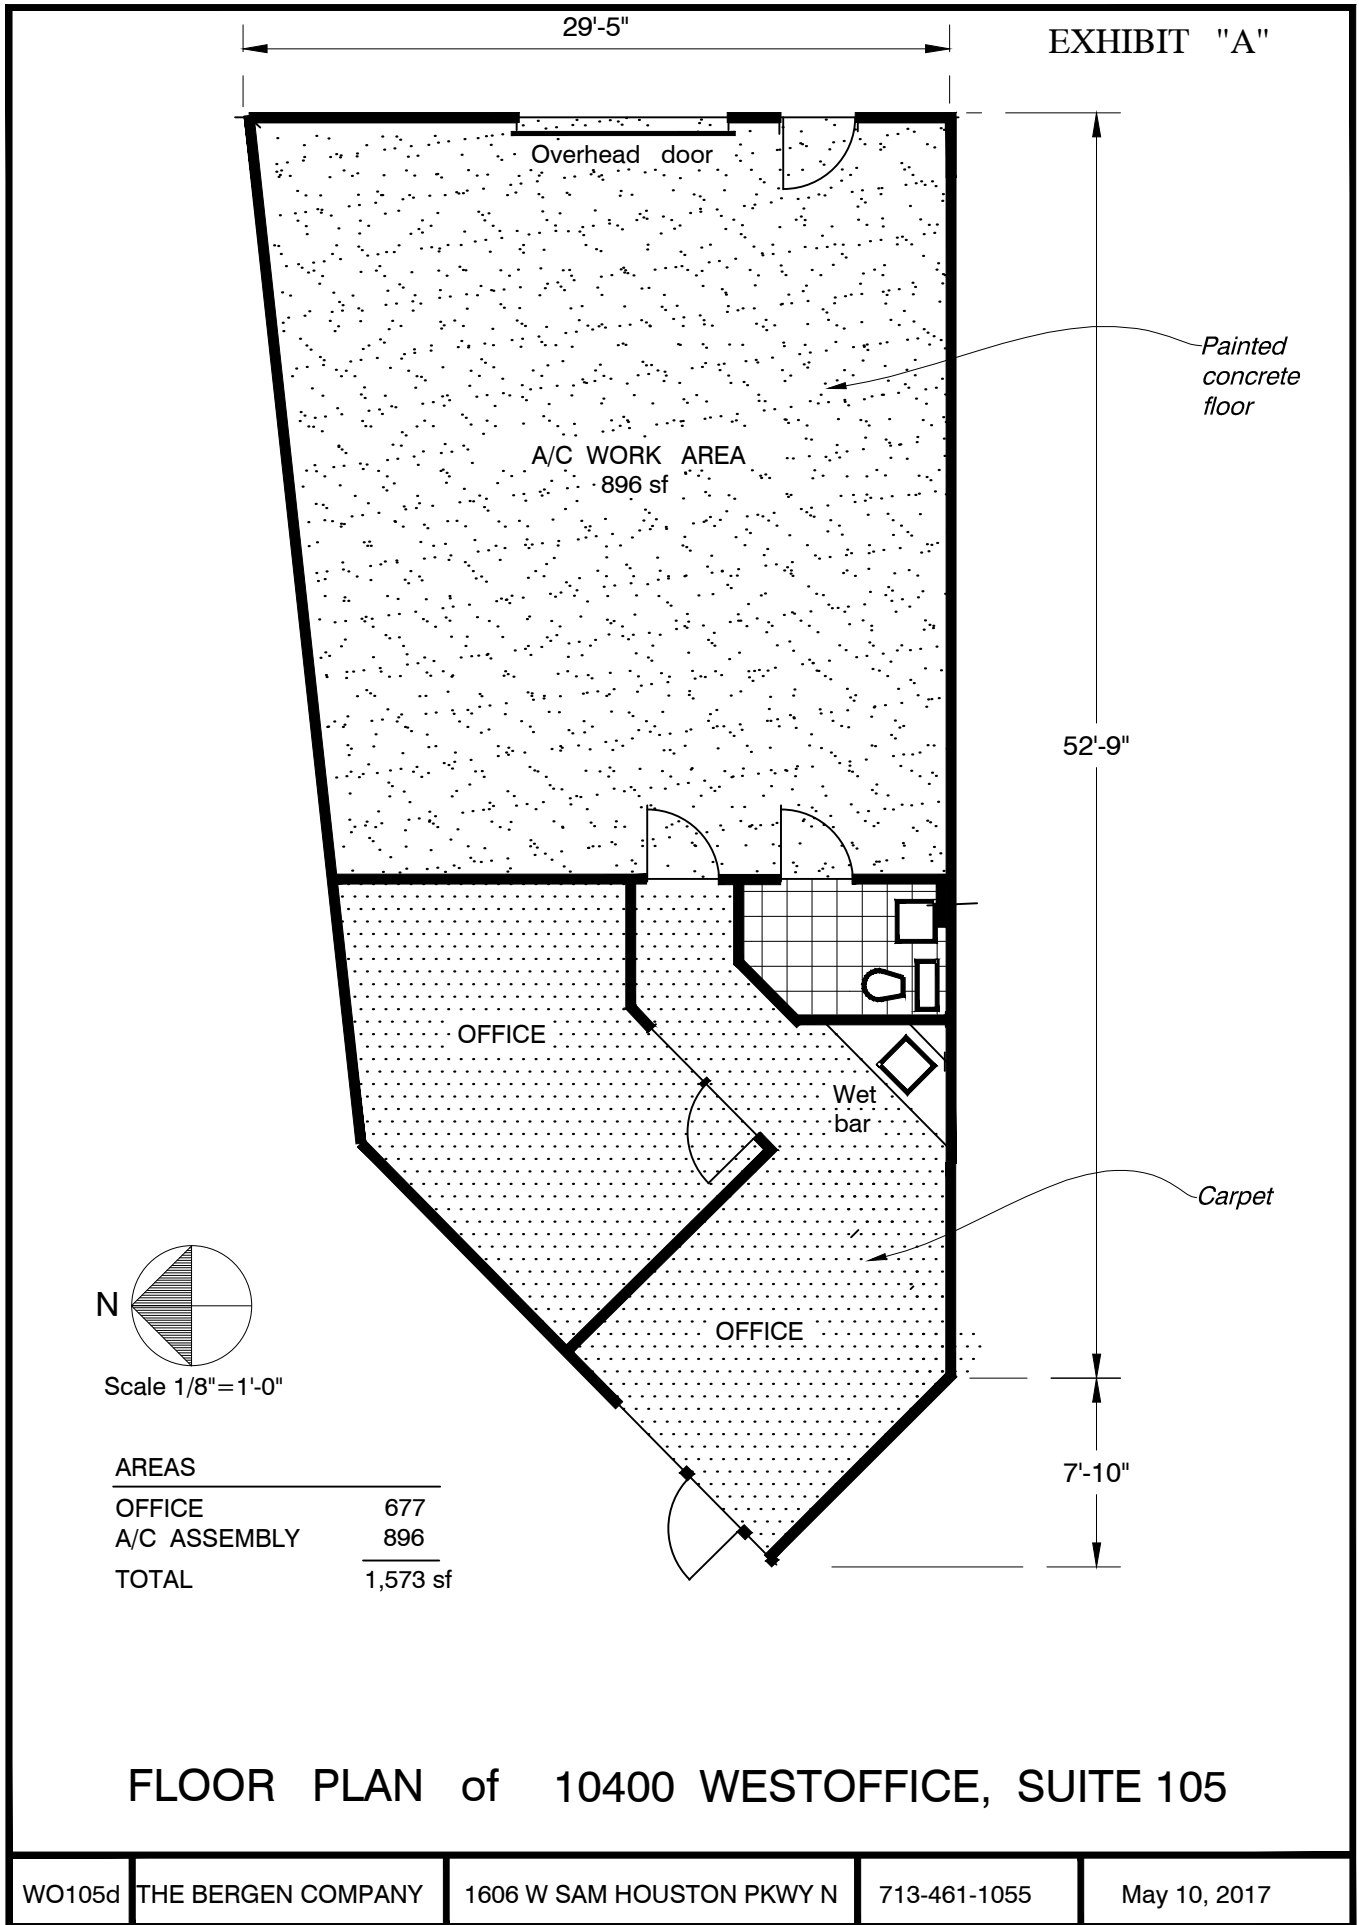 29'-5"
EXHIBIT "A"
Overhead door
Painted
concrete
floor
A/C WORK AREA
896 sf
52'-9"
OFFICE
Wet
bar
Carpet
N
OFFICE
Scale 1/8"=1'-0"
7'-10"
AREAS
OFFICE 677
A/C ASSEMBLY 896
TOTAL 1,573 sf
FLOOR PLAN of 10400 WESTOFFICE, SUITE 105
WO105d THE BERGEN COMPANY 1606 W SAM HOUSTON PKWY N 713-461-1055 May 10, 2017